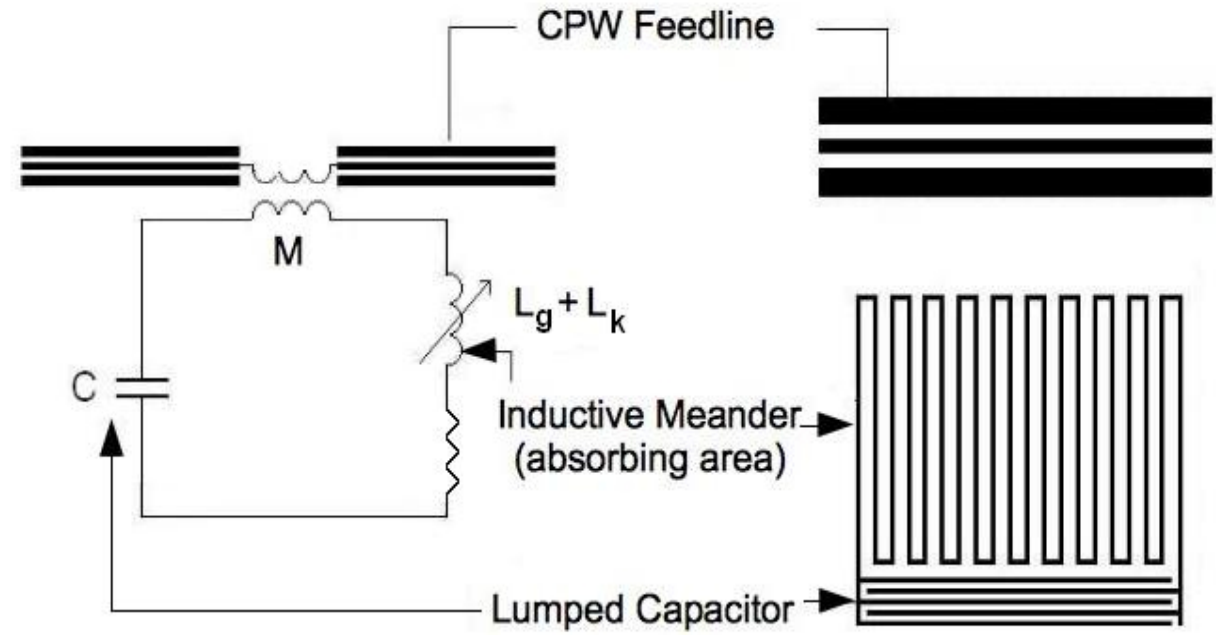 CPW Feedline
M
Lg + Lk
C
Inductive Meander
(absorbing area)
Lumped Capacitor